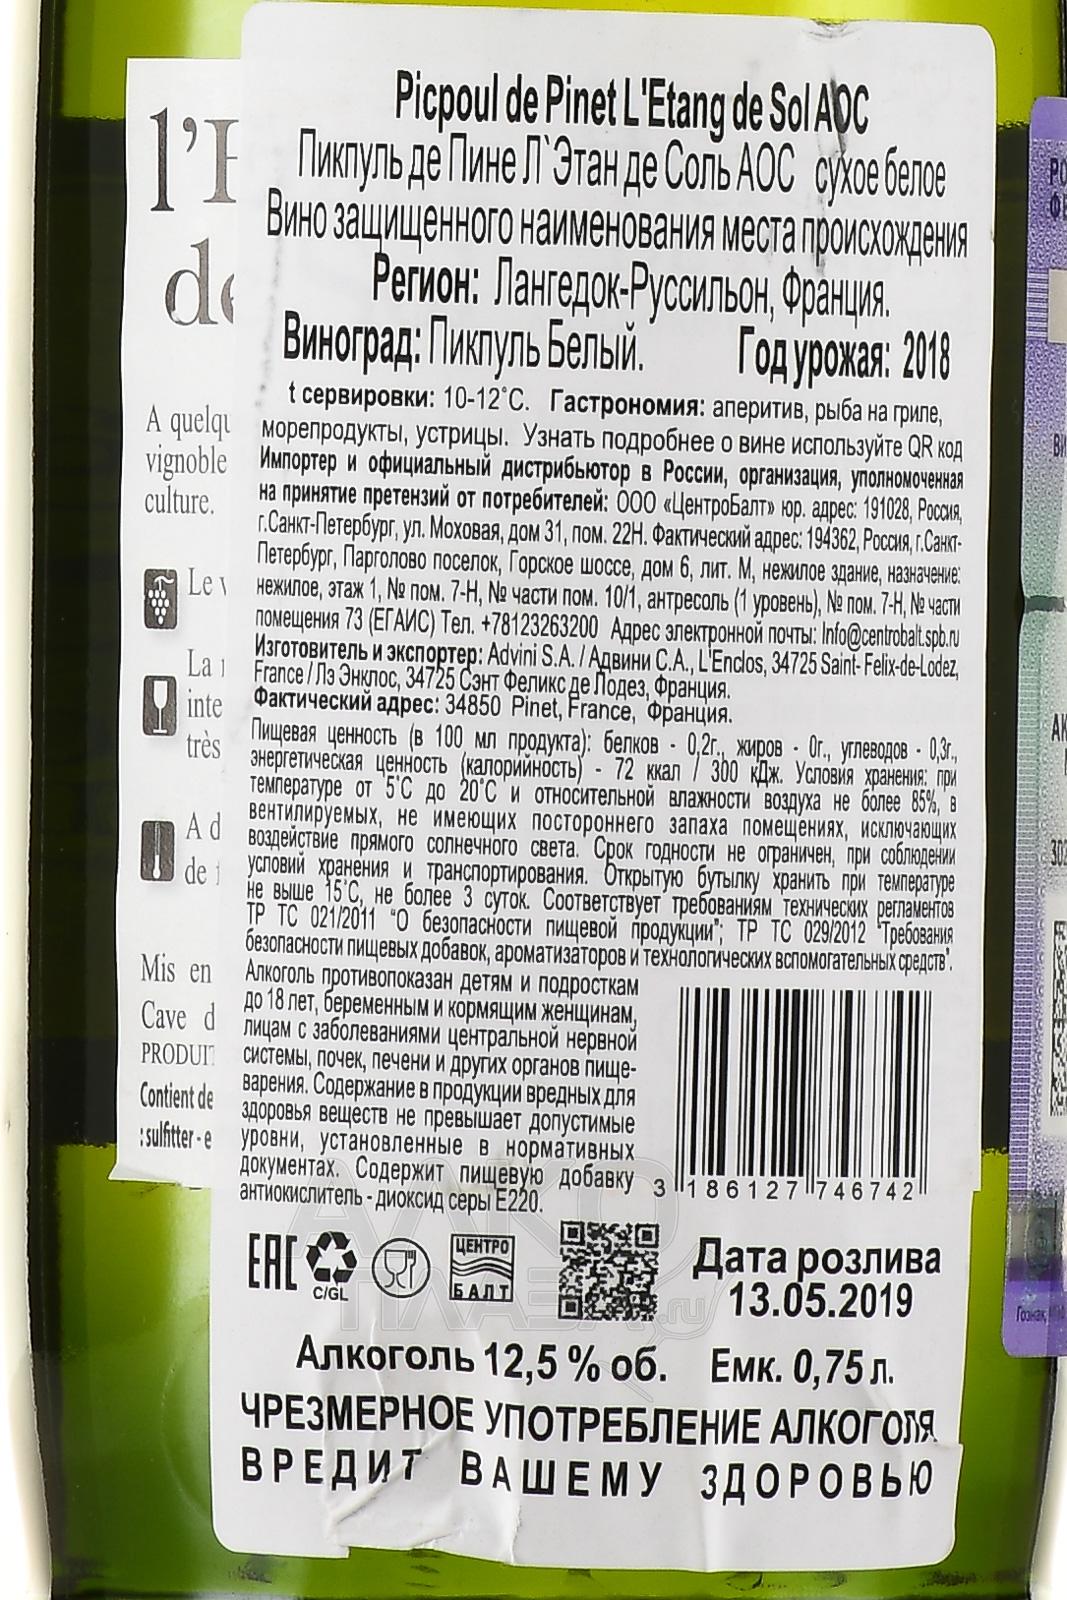 Picpoul de Pinet L'Etang de Sol AOC
Пикпуль де Пине Л`Этан де Соль АОС сухое белое
Вино защищенного наименования места происхождения
Регион: Лангедок-Руссильон, Франция.
Виноград: Пикпуль Белый. Год урожая: 2018
t сервировки: 10-12°С. Гастрономия: аперитив, рыба на гриле,
морепродукты, устрицы. Узнать подробнее о вине используйте QR код
Импортер и официальный дистрибьютор в России, организация, уполномоченная
на принятие претензий от потребителей: ООО «ЦентроБалт» юр. адрес: 191028, Россия,
г.Санкт-Петербург, ул. Моховая, дом 31, пом. 22Н. Фактический адрес: 194362, Россия, г.Санкт-
Петербург, Парголово поселок, Горское шоссе, дом 6, лит. М, нежилое здание, назначение:
нежилое, этаж 1, № пом. 7-Н, № части пом. 10/1, антресоль (1 уровень), № пом. 7-Н, № части
помещения 73 (ЕГАИС) Тел. +78123263200 Адрес электронной почты: Info@centrobalt.spb.ru
Изготовитель и экспортер: Advini S.A. / Адвини С.А., L'Enclos, 34725 Saint- Felix-de-Lodez,
France / Лэ Энклос, 34725 Сэнт Феликс де Лодез, Франция.
Фактический адрес: 34850 Pinet, France, Франция.
Пищевая ценность (в 100 мл продукта): белков - 0,2г., жиров - 0г., углеводов - 0,3г.,
энергетическая ценность (калорийность) - 72 ккал / 300 кДж. Условия хранения: при
температуре от 5°С до 20°С и относительной влажности воздуха не более 85%, в
вентилируемых, не имеющих постороннего запаха помещениях, исключающих
воздействие прямого солнечного света. Срок годности не ограничен, при соблюдении
условий хранения и транспортирования. Открытую бутылку хранить при температуре
не выше 15°С, не более 3 суток. Соответствует требованиям технических регламентов
ТР ТС 021/2011 "О безопасности пищевой продукции"; ТР ТС 029/2012 "Требования
безопасности пищевых добавок, ароматизаторов и технологических вспомогательных средств".
Алкоголь противопоказан детям и подросткам
до 18 лет, беременным и кормящим женщинам,
лицам с заболеваниями центральной нервной
системы, почек, печени и других органов пище-
варения. Содержание в продукции вредных для
здоровья веществ не превышает допустимые
уровни, установленные в нормативных
документах. Содержит пищевую добавку
антиокислитель - диоксид серы Е220.
3 186127 746742
ЕАС C/GL ЦЕНТРО БАЛТ
Дата розлива
13.05.2019
Алкоголь 12,5 % об. Емк. 0,75 л.
ЧРЕЗМЕРНОЕ УПОТРЕБЛЕНИЕ АЛКОГОЛЯ
ВРЕДИТ ВАШЕМУ ЗДОРОВЬЮ
l'E
de
A quelqu
vignoble
culture.
Le v
La
inte
très
A d
de
Mis en
Cave d
PRODUIT
Contient de
: sulfitter - e
АЛКО
ПЛАЗА.ru